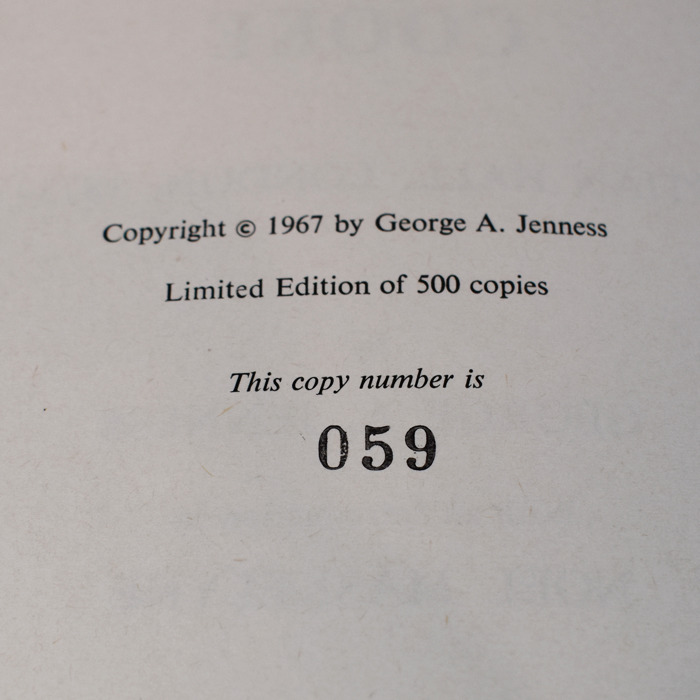 Copyright © 1967 by George A. Jenness
Limited Edition of 500 copies
This copy number is
059